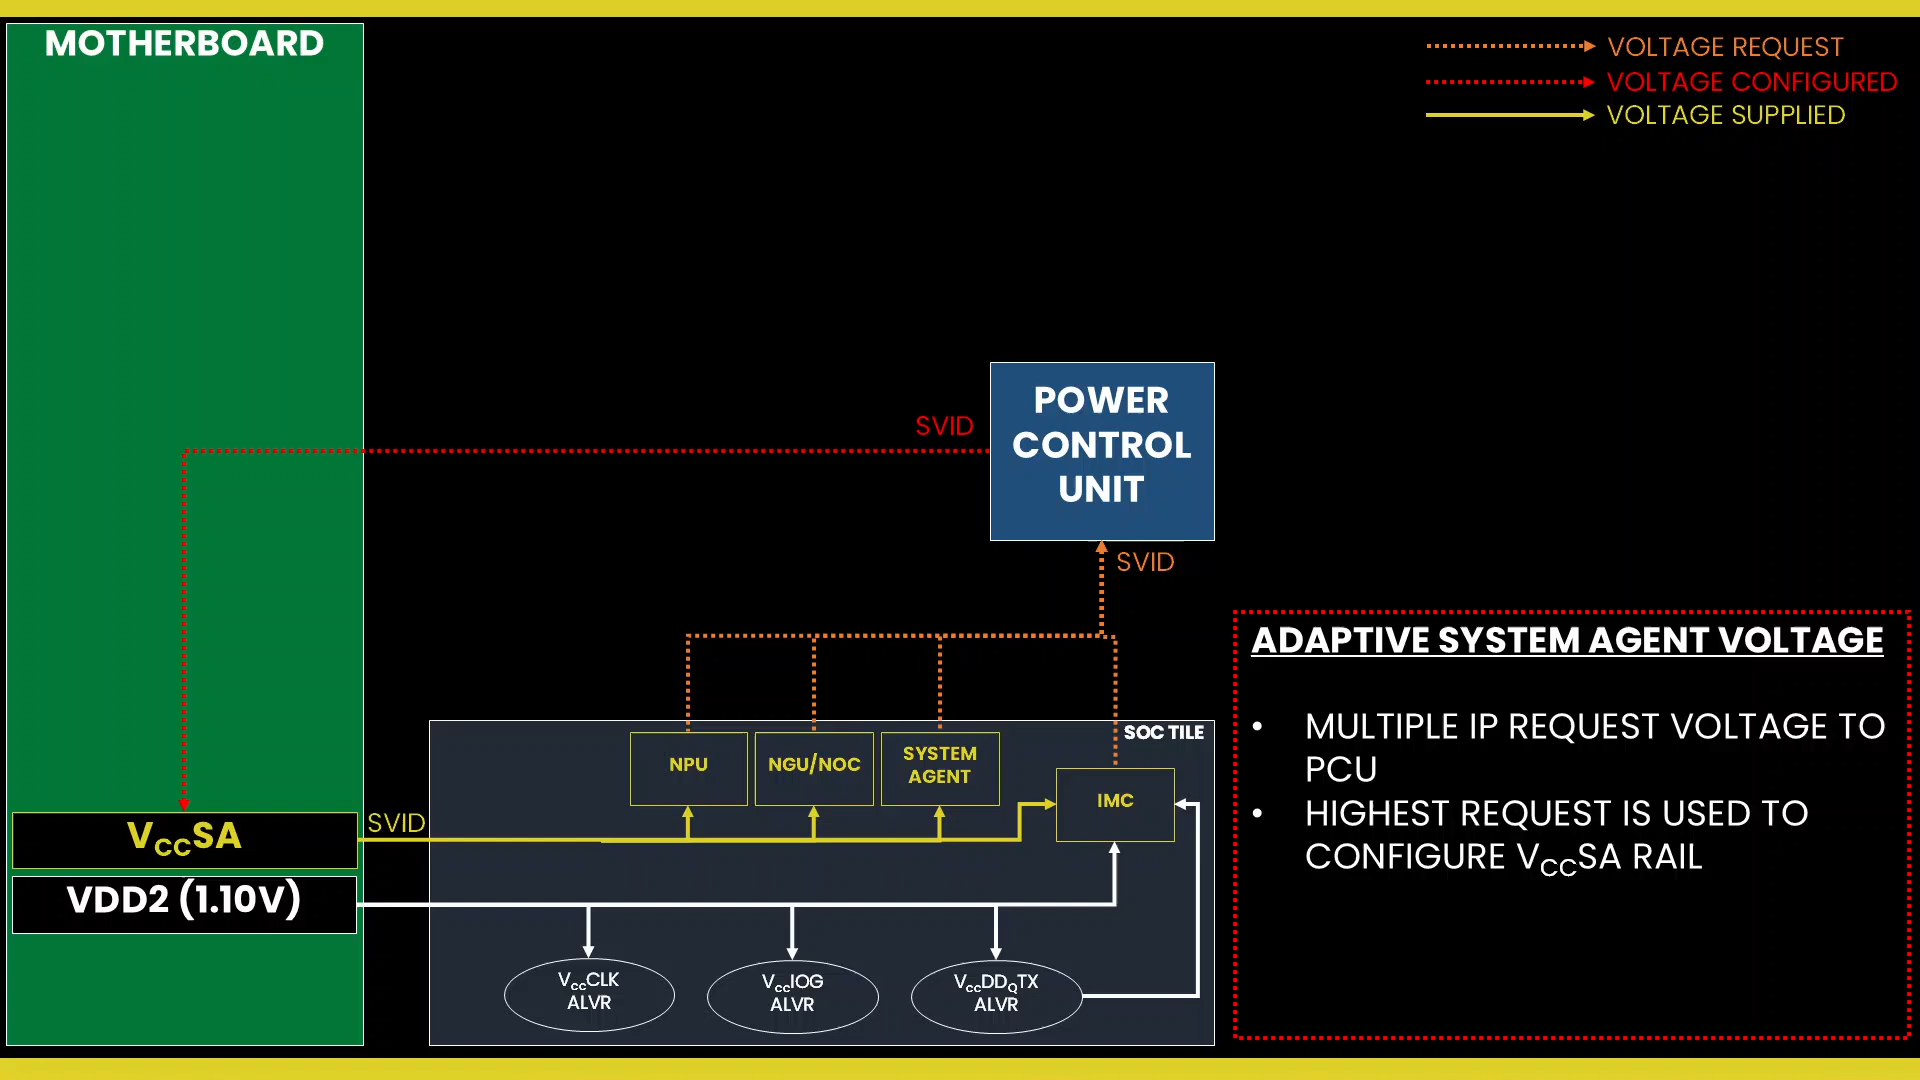 MOTHERBOARD
VOLTAGE REQUEST
VOLTAGE CONFIGURED
VOLTAGE SUPPLIED
POWER
CONTROL
UNIT
SVID
SVID
ADAPTIVE SYSTEM AGENT VOLTAGE
• MULTIPLE IP REQUEST VOLTAGE TO
PCU
• HIGHEST REQUEST IS USED TO
CONFIGURE VCCSA RAIL
SOC TILE
NPU
NGU/NOC
SYSTEM
AGENT
IMC
VCCSA
SVID
VDD2 (1.10V)
VccCLK
ALVR
VccIOG
ALVR
VccDDQTX
ALVR